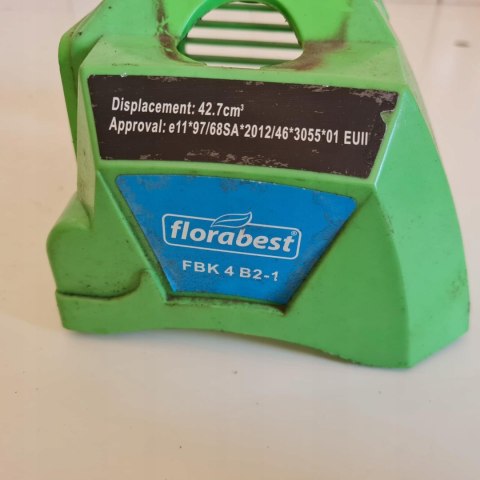 Displacement: 42.7cm³
Approval: e11*97/68SA*2012/46*3055*01 EUII
florabest®
FBK 4 B2-1